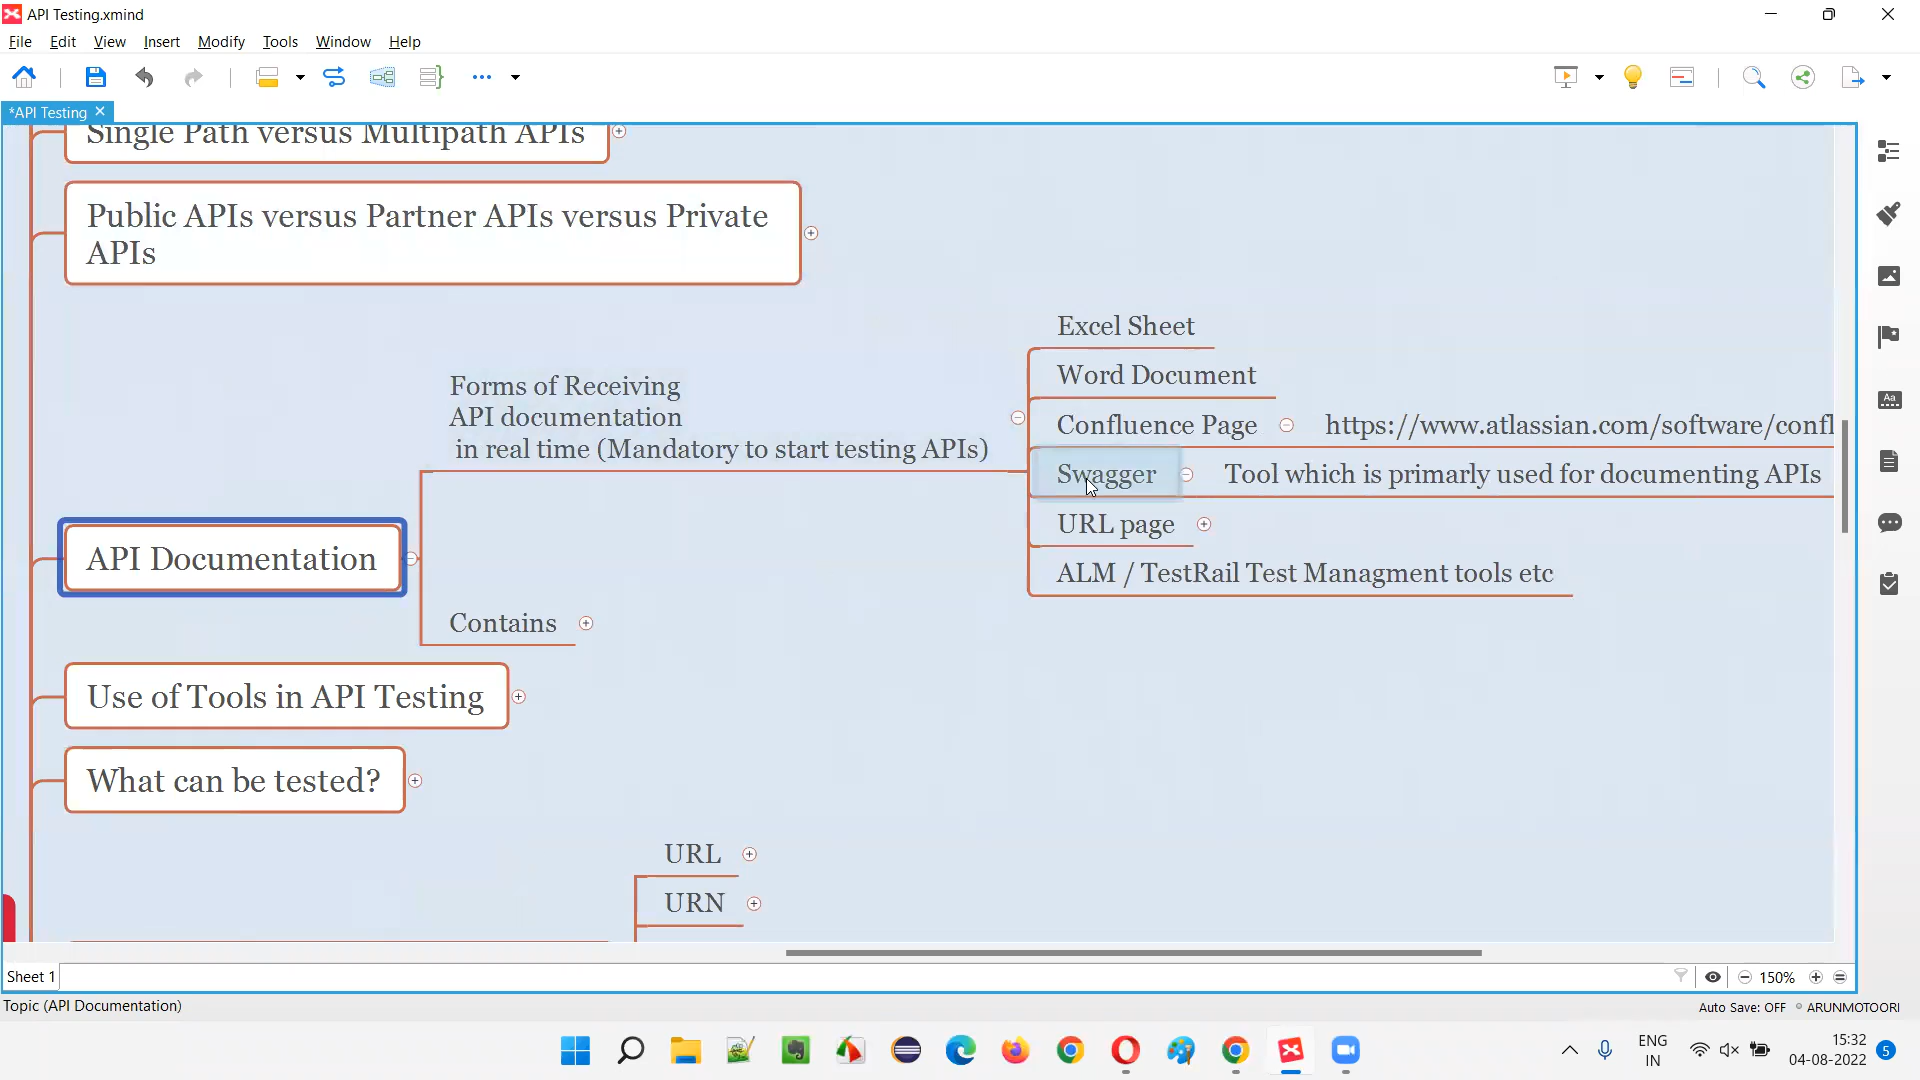 API Testing.xmind
File Edit View Insert Modify Tools Window Help
*API Testing
Single Path versus Multipath APIs
Public APIs versus Partner APIs versus Private
APIs
Excel Sheet
Word Document
Forms of Receiving
API documentation
in real time (Mandatory to start testing APIs)
Confluence Page
https://www.atlassian.com/software/confl
Swagger
Tool which is primarly used for documenting APIs
URL page
ALM / TestRail Test Managment tools etc
API Documentation
Contains
Use of Tools in API Testing
What can be tested?
URL
URN
Aa
Sheet 1
150%
Topic (API Documentation)
Auto Save: OFF
ARUNMOTOORI
ENG
IN
15:32
04-08-2022
5